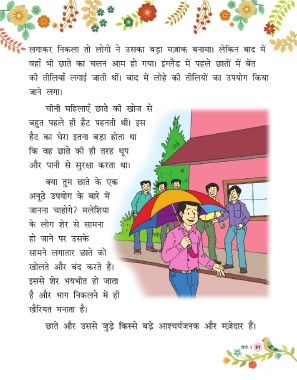 लगाकर निकला तो लोगों ने उसका बड़ा मज़ाक बनाया। लेकिन बाद में
वहाँ भी छाते का चलन आम हो गया। इंग्लैंड में पहले छातों में बेंत
की तीलियाँ लगाई जाती थीं। बाद में लोहे की तीलियों का उपयोग किया
जाने लगा।
चीनी महिलाएँ छाते की खोज से
बहुत पहले ही हैट पहनती थीं। इस
हैट का घेरा इतना बड़ा होता था
कि वह छाते की ही तरह धूप
और पानी से सुरक्षा करता था।
क्या तुम छाते के एक
अनूठे उपयोग के बारे में
जानना चाहोगे? मलेशिया
के लोग शेर से सामना
हो जाने पर उसके
सामने लगातार छाते को
खोलते और बंद करते हैं।
इससे शेर भयभीत हो जाता
है और भाग निकलने में ही
खैरियत मनाता है।
छाते और उससे जुड़े किस्से बड़े आश्चर्यजनक और मज़ेदार हैं।
61